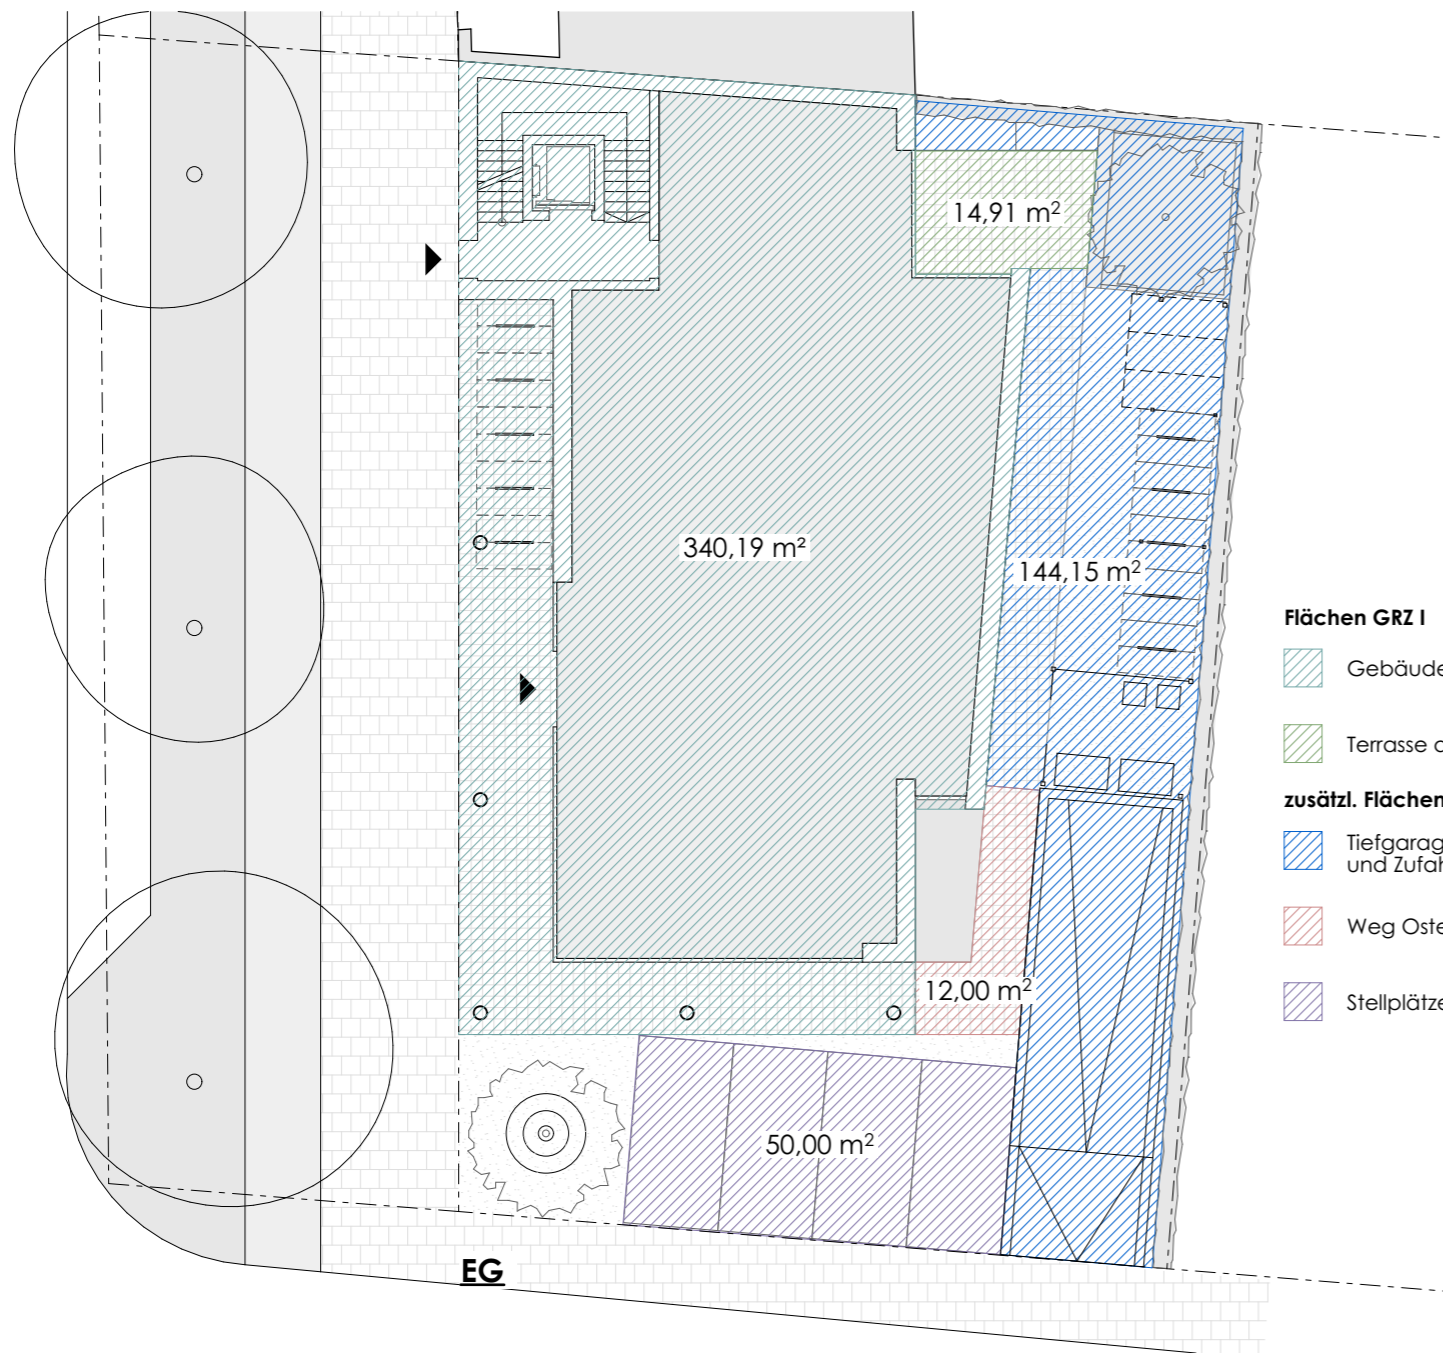 14,91 m²
340,19 m²
144,15 m²
Flächen GRZ I
Gebäude
Terrasse
zusätzl. Flächen
Tiefgarag
und Zufah
Weg Oste
12,00 m²
Stellplätze
50,00 m²
EG